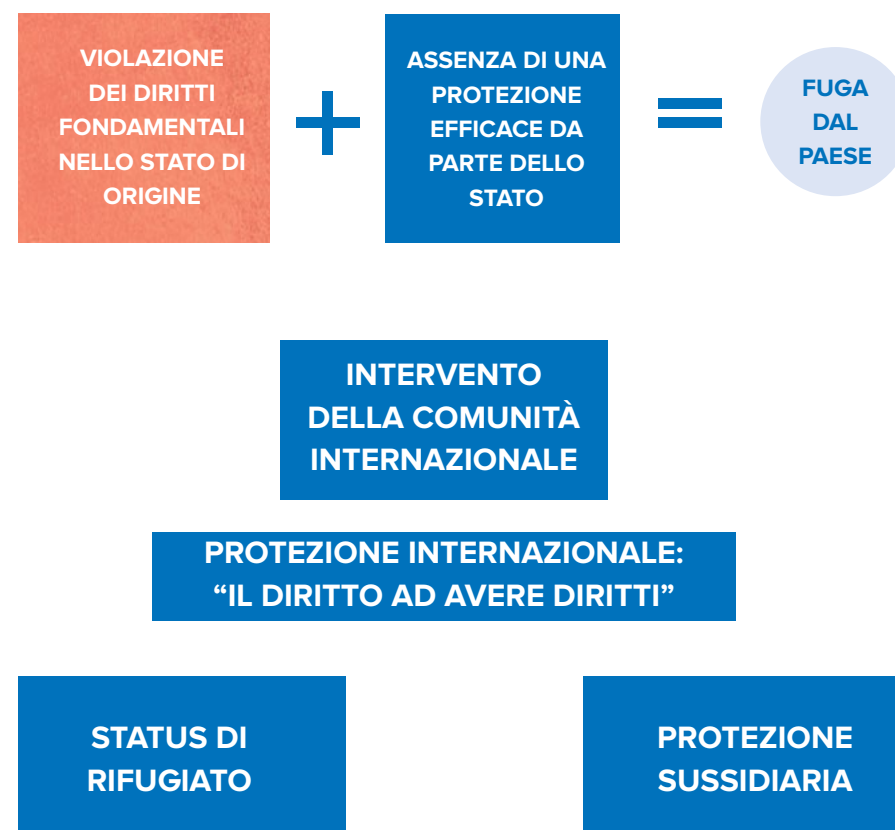 VIOLAZIONE
DEI DIRITTI
FONDAMENTALI
NELLO STATO DI
ORIGINE
+
ASSENZA DI UNA
PROTEZIONE
EFFICACE DA
PARTE DELLO
STATO
=
FUGA
DAL
PAESE
INTERVENTO
DELLA COMUNITÀ
INTERNAZIONALE
PROTEZIONE INTERNAZIONALE:
“IL DIRITTO AD AVERE DIRITTI”
STATUS DI
RIFUGIATO
PROTEZIONE
SUSSIDIARIA